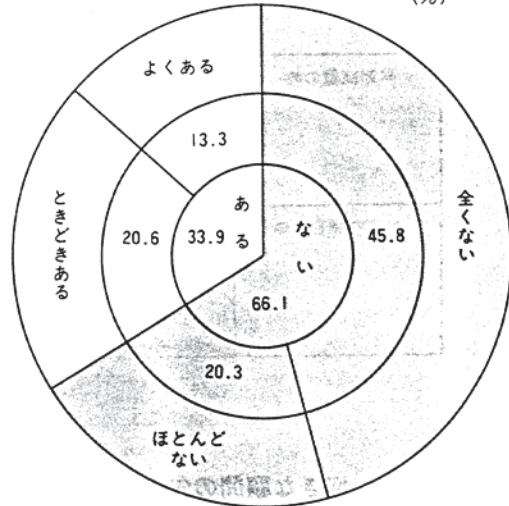 (%)
よくある
13.3
ときどきある
20.6
ある
33.9
ない
66.1
45.8
全くない
20.3
ほとんど
ない